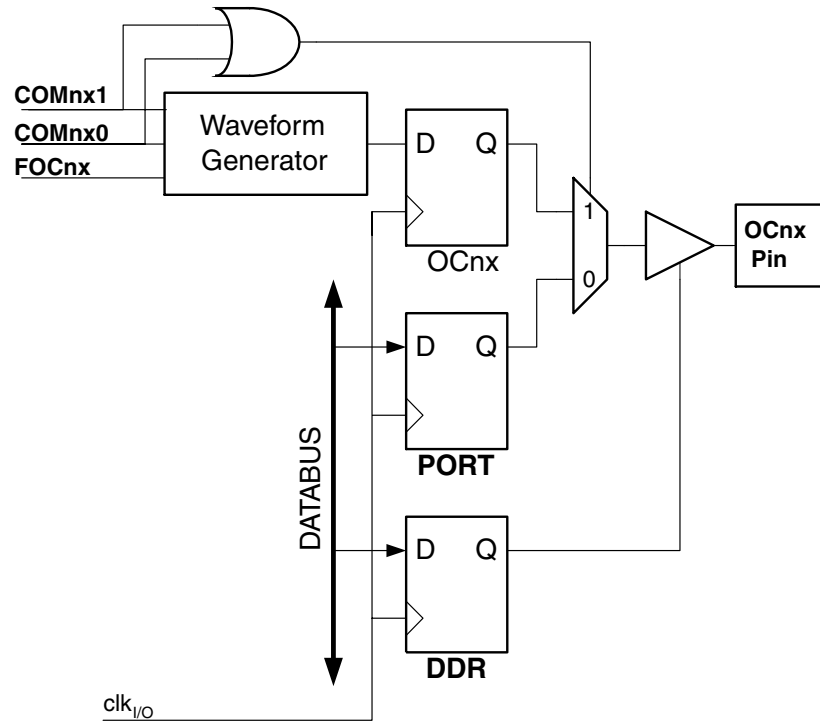 COMnx1
COMnx0
FOCnx
Waveform
Generator
D Q
OCnx
1
0
OCnx
Pin
D Q
PORT
DATABUS
D Q
DDR
clkI/O